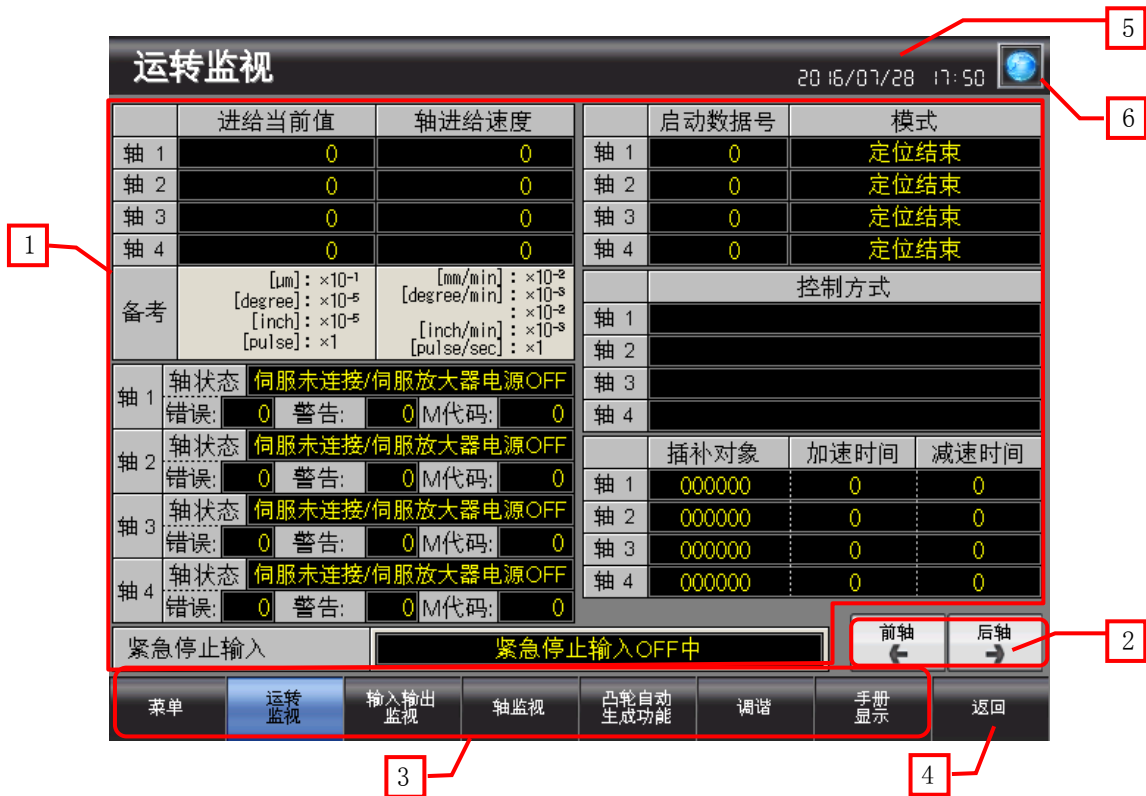 5
运转监视
2016/07/28 17:50
6
进给当前值 轴进给速度
轴 1 0 0
轴 2 0 0
轴 3 0 0
轴 4 0 0
备考
[μm]: ×10-1
[degree]: ×10-5
[inch]: ×10-5
[pulse]: ×1
[mm/min]: ×10-2
[degree/min]: ×10-3
: ×10-2
[inch/min]: ×10-3
[pulse/sec]: ×1
1
轴 1 轴状态 伺服未连接/伺服放大器电源OFF
错误: 0 警告: 0 M代码: 0
轴 2 轴状态 伺服未连接/伺服放大器电源OFF
错误: 0 警告: 0 M代码: 0
轴 3 轴状态 伺服未连接/伺服放大器电源OFF
错误: 0 警告: 0 M代码: 0
轴 4 轴状态 伺服未连接/伺服放大器电源OFF
错误: 0 警告: 0 M代码: 0
启动数据号 模式
轴 1 0 定位结束
轴 2 0 定位结束
轴 3 0 定位结束
轴 4 0 定位结束
控制方式
轴 1
轴 2
轴 3
轴 4
插补对象 加速时间 减速时间
轴 1 000000 0 0
轴 2 000000 0 0
轴 3 000000 0 0
轴 4 000000 0 0
紧急停止输入 紧急停止输入OFF中
前轴 后轴
2
菜单
运转
监视
输入输出
监视
轴监视
凸轮自动
生成功能
调谐
手册
显示
返回
3
4